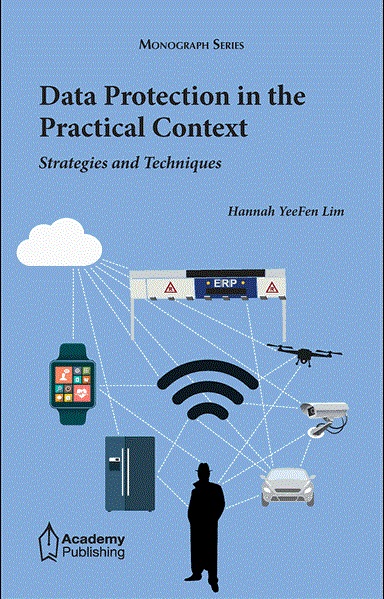 MONOGRAPH SERIES
Data Protection in the
Practical Context
Strategies and Techniques
Hannah YeeFen Lim
ERP
Academy
Publishing